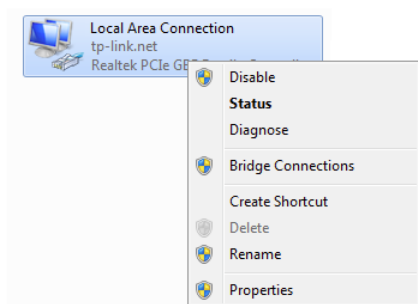 Local Area Connection
tp-link.net
Realtek PCIe GBE
Disable
Status
Diagnose
Bridge Connections
Create Shortcut
Delete
Rename
Properties